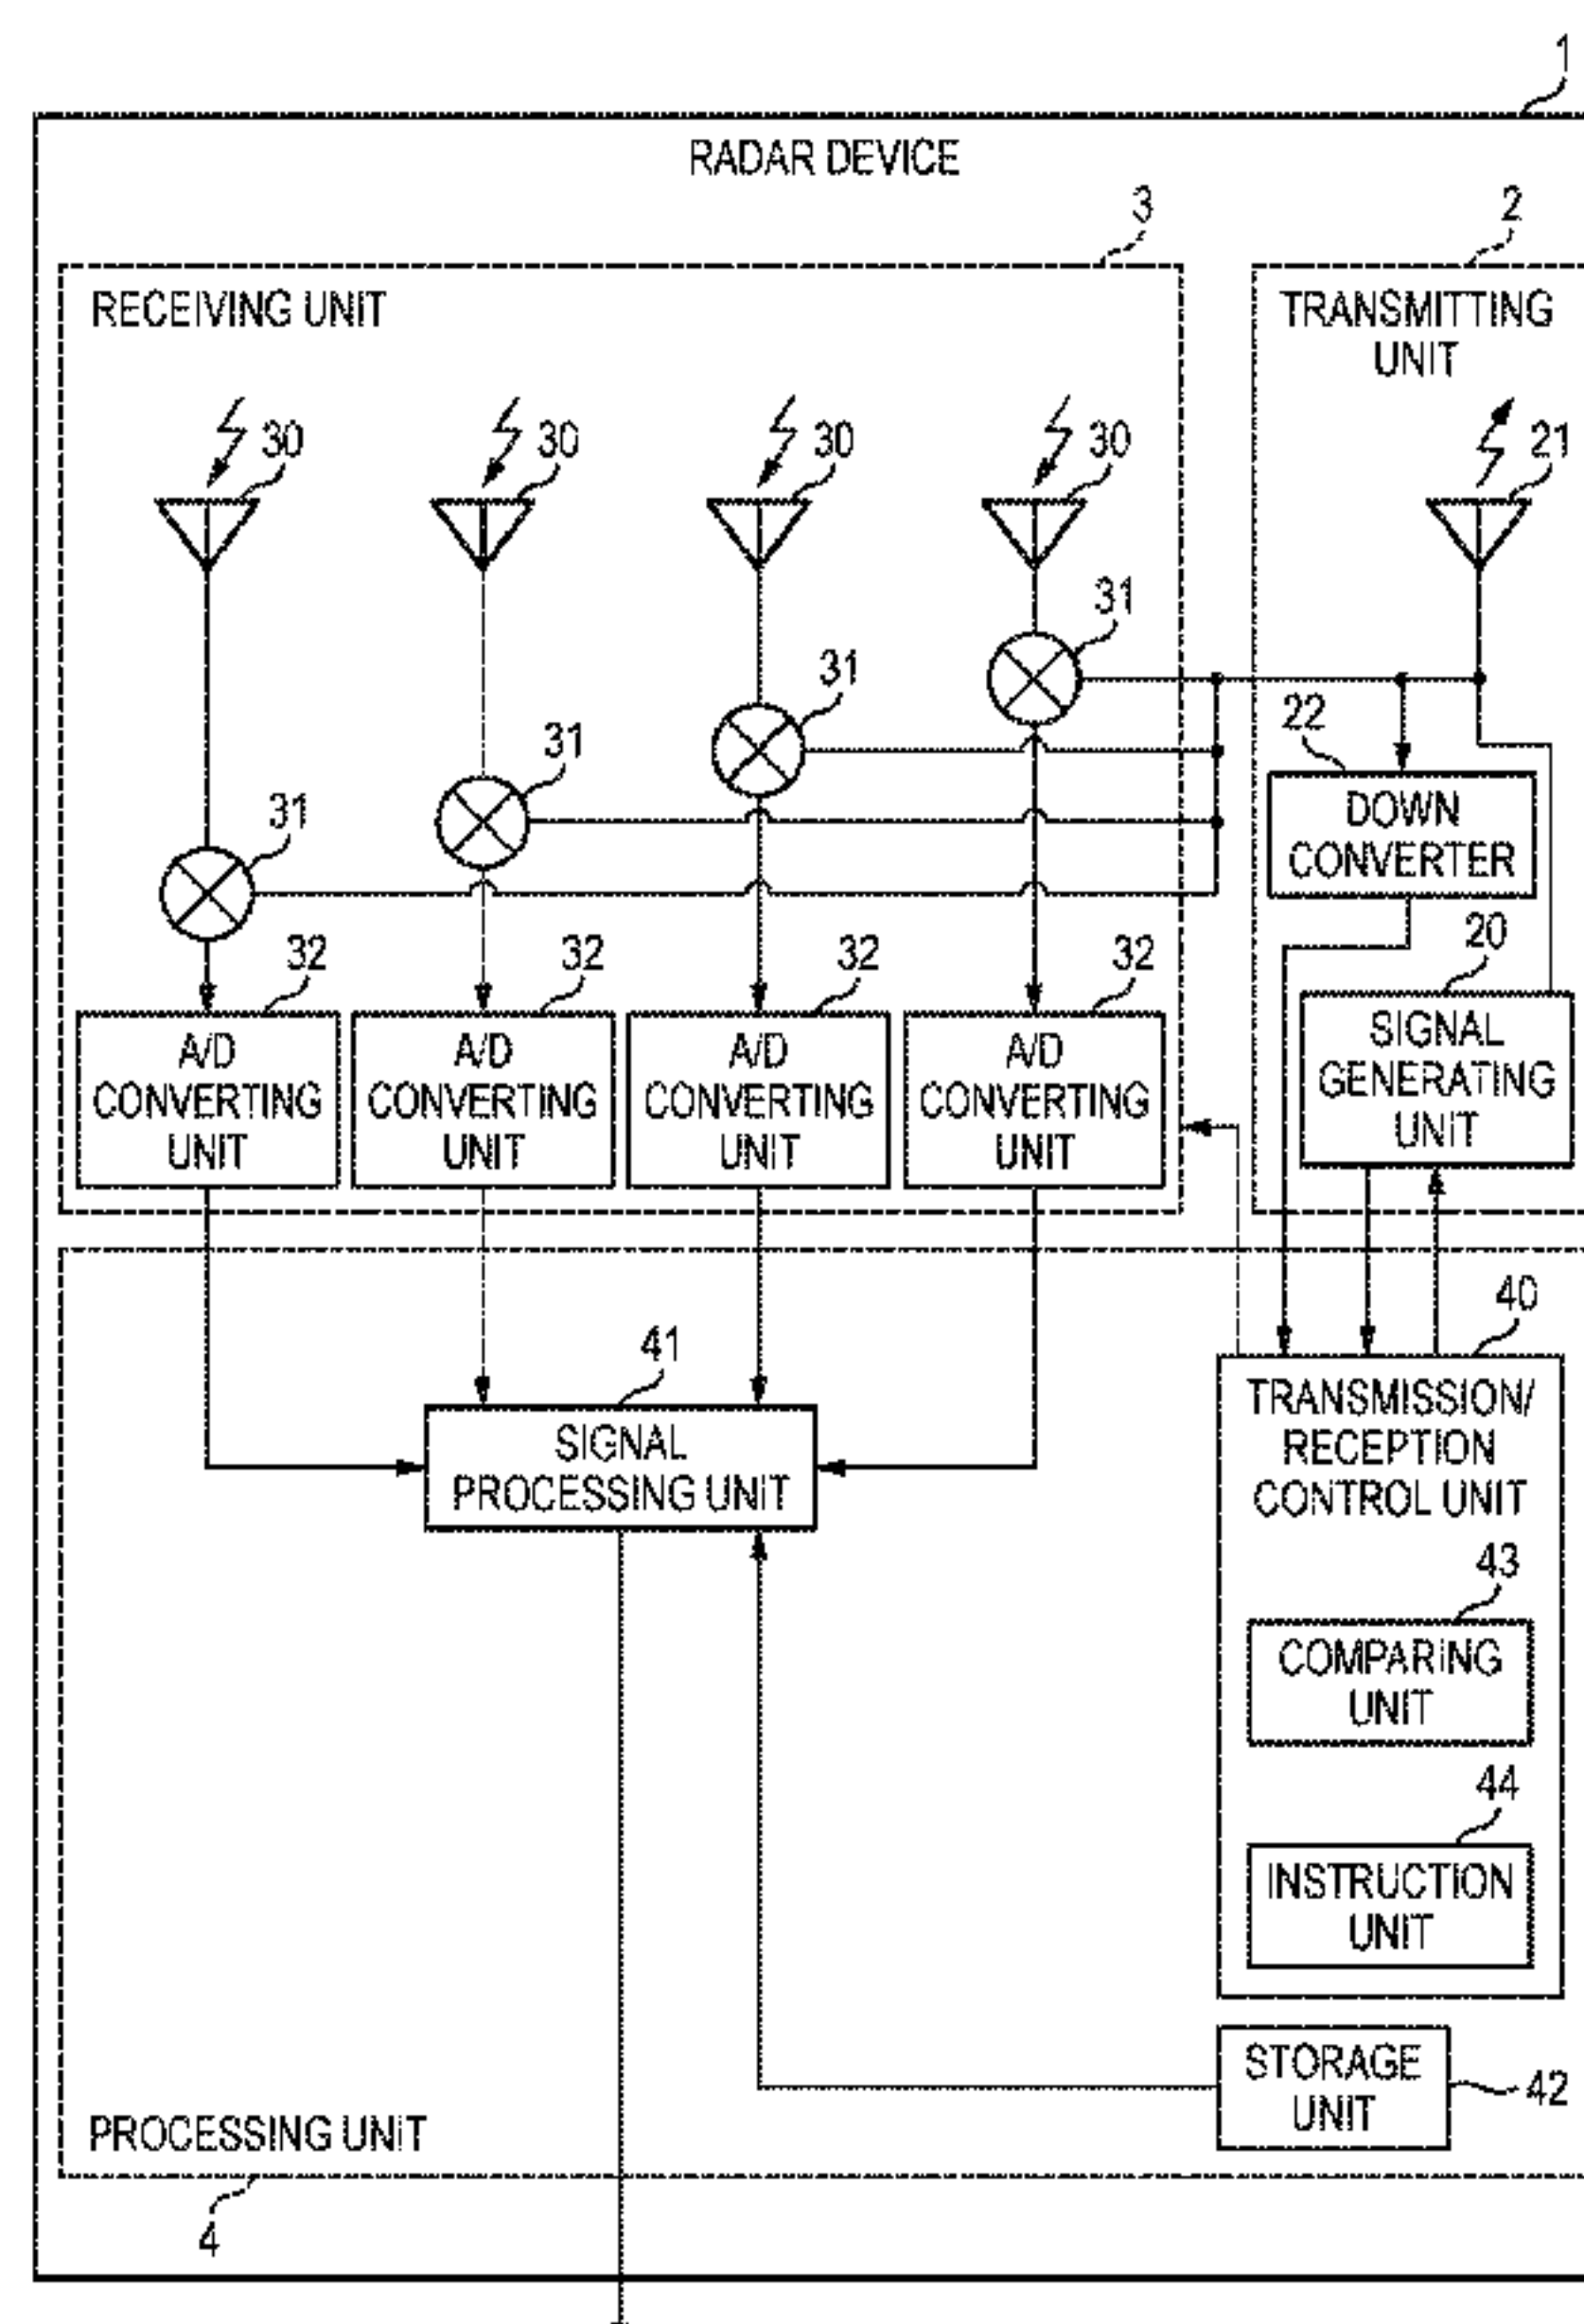 1
RADAR DEVICE
3
2
RECEIVING UNIT
TRANSMITTING
UNIT
30
30
30
30
21
31
31
31
31
22
DOWN
CONVERTER
32
32
32
32
20
A/D
CONVERTING
UNIT
A/D
CONVERTING
UNIT
A/D
CONVERTING
UNIT
A/D
CONVERTING
UNIT
SIGNAL
GENERATING
UNIT
40
41
SIGNAL
PROCESSING UNIT
TRANSMISSION/
RECEPTION
CONTROL UNIT
43
COMPARING
UNIT
44
INSTRUCTION
UNIT
STORAGE
UNIT
42
PROCESSING UNIT
4